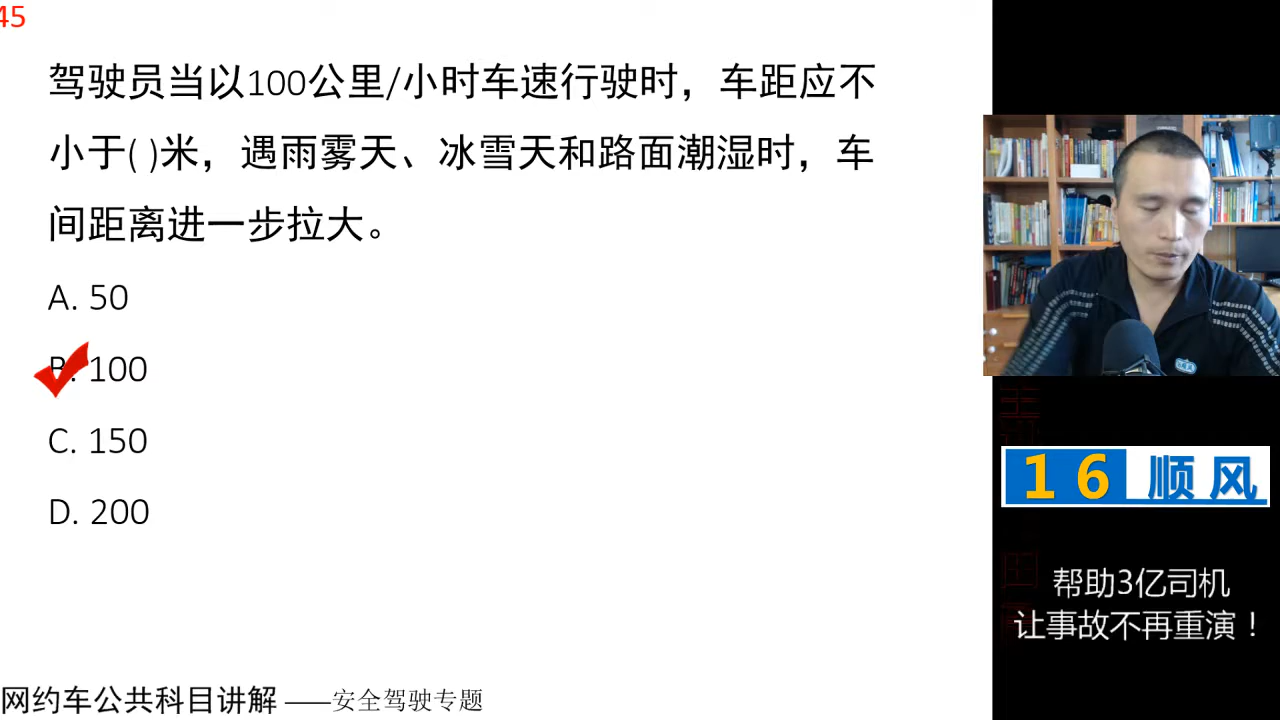 45
驾驶员当以100公里/小时车速行驶时，车距应不
小于( )米，遇雨雾天、冰雪天和路面潮湿时，车
间距离进一步拉大。
A. 50
B. 100
C. 150
D. 200
16 顺风
帮助3亿司机
让事故不再重演！
网约车公共科目讲解 ——安全驾驶专题